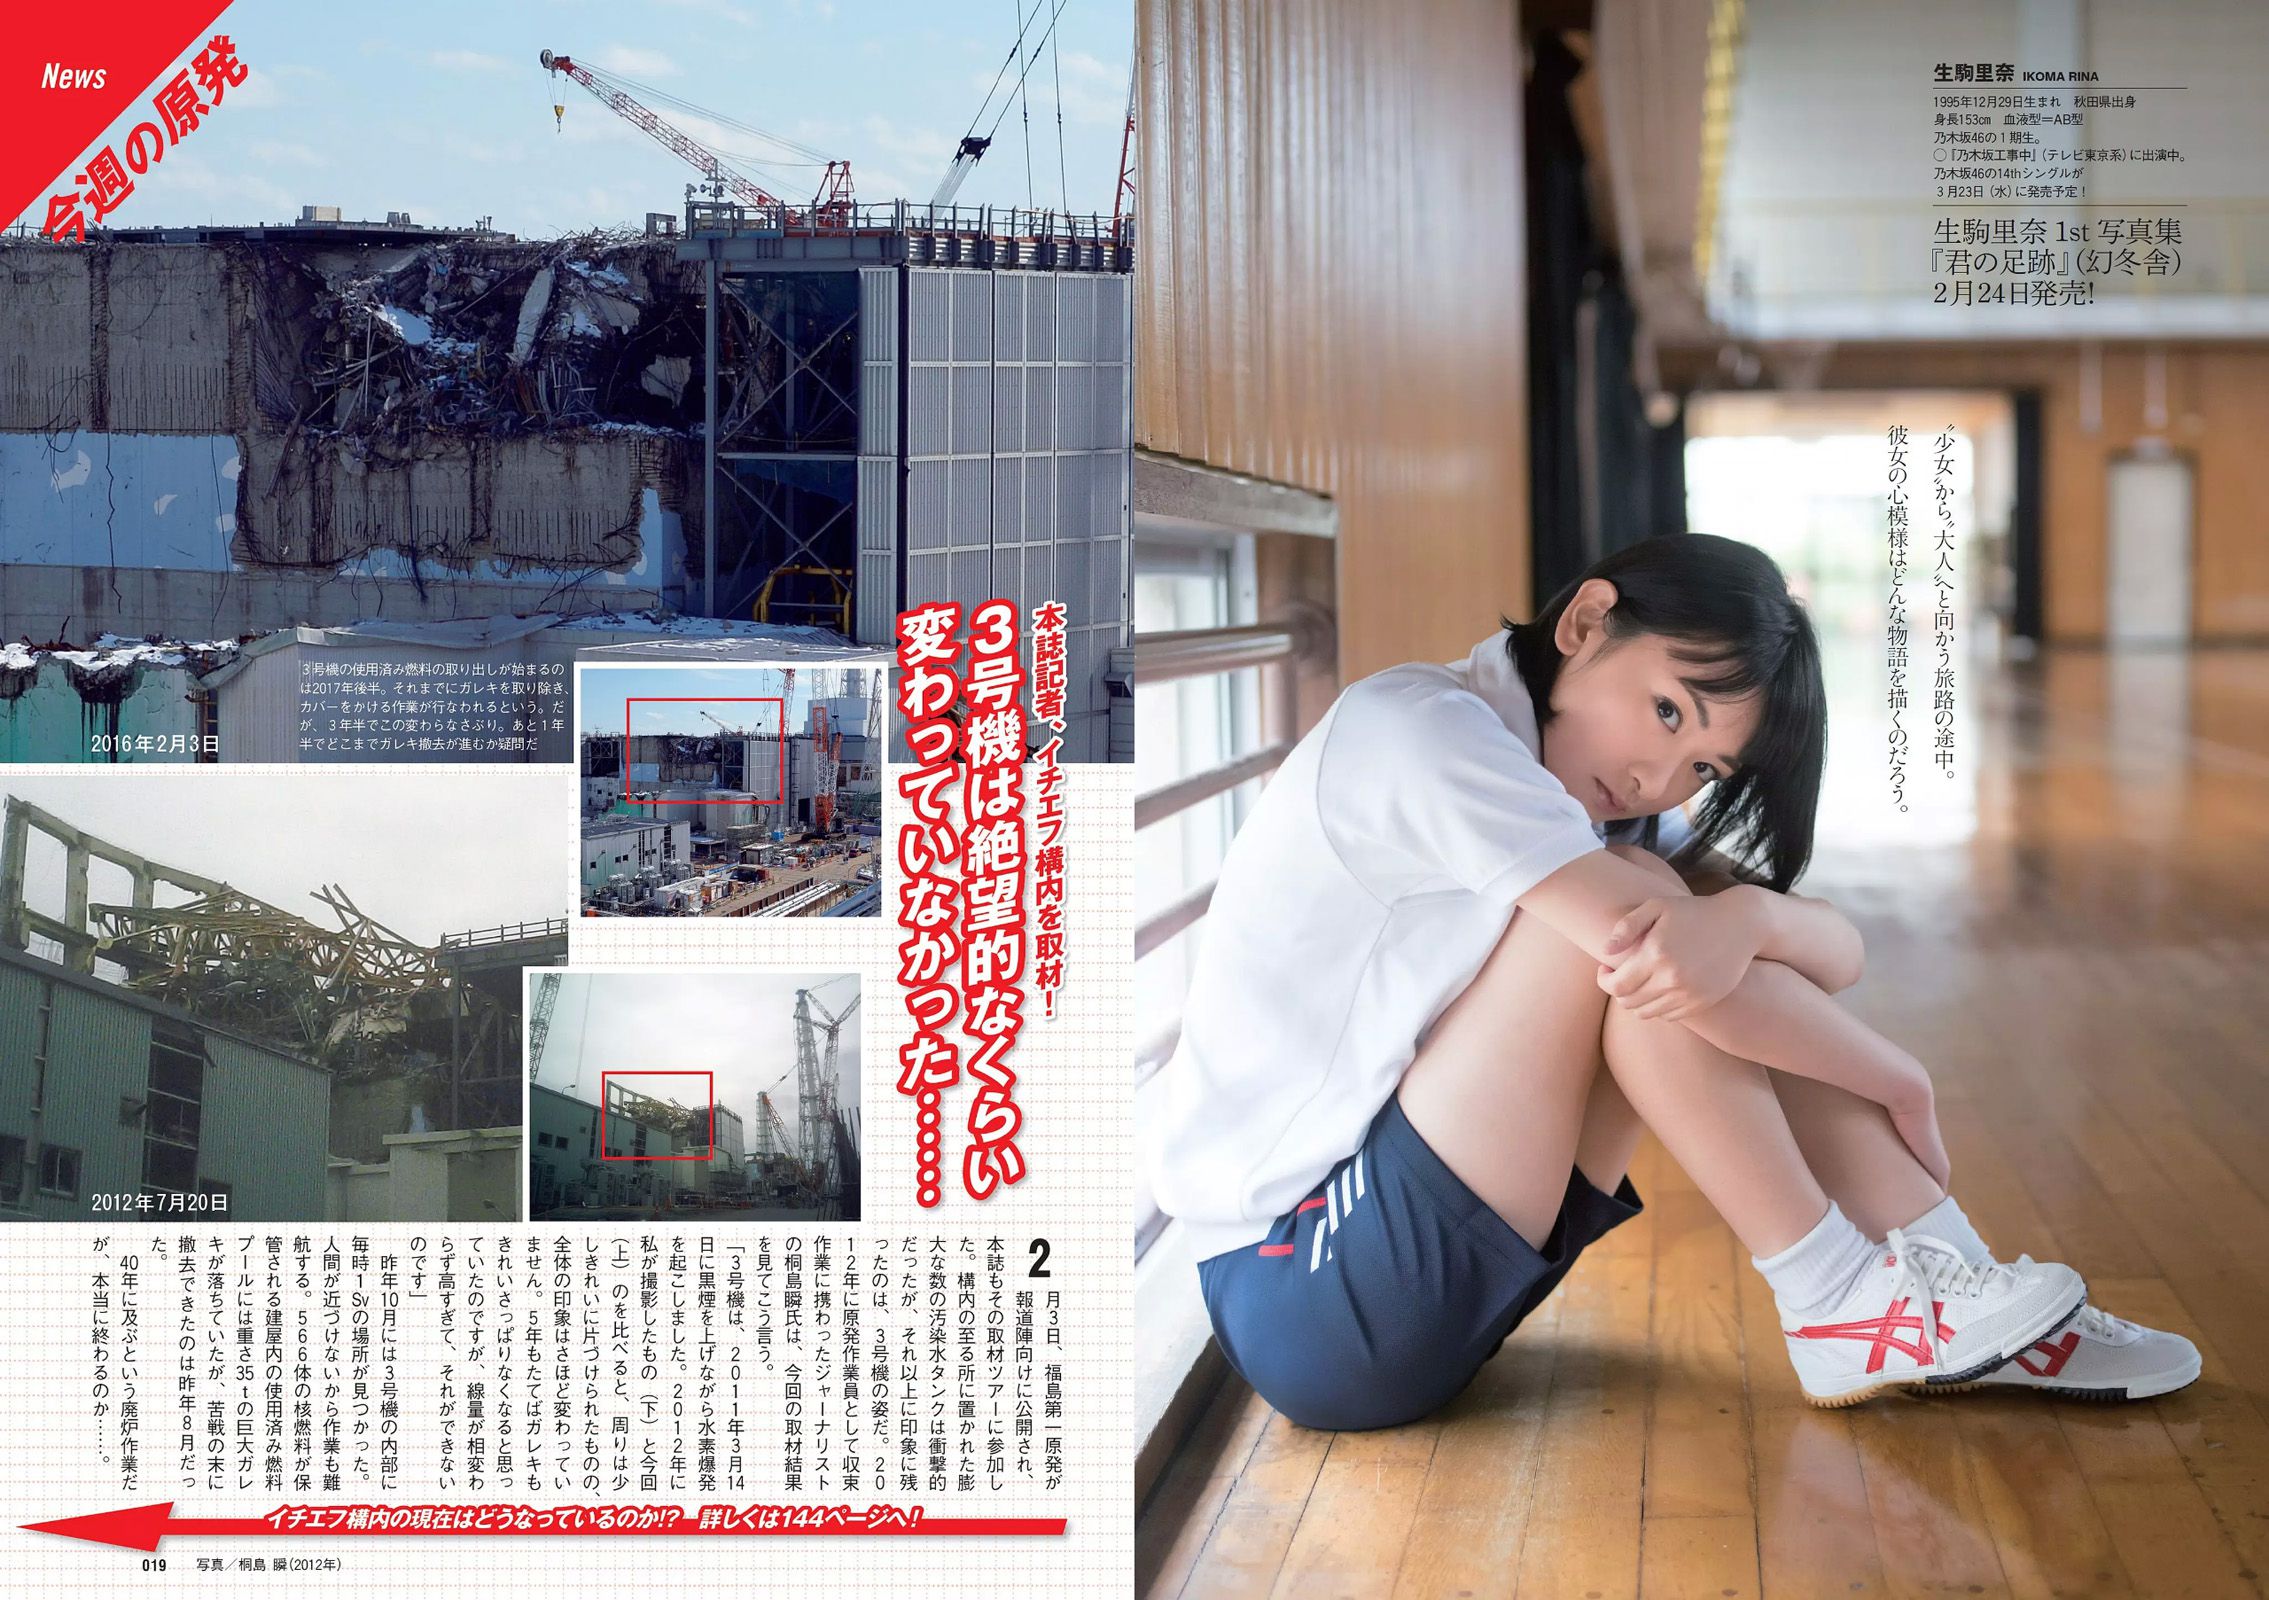 生駒里奈 IKOMA RINA
1995年12月29日生まれ　秋田県出身
身長153㎝　血液型＝AB型
乃木坂46の1期生。
○『乃木坂工事中』（テレビ東京系）に出演中。
乃木坂46の14thシングルが
3月23日（水）に発売予定！
生駒里奈 1st 写真集
『君の足跡』（幻冬舎）
2月24日発売！
〝少女〟から〝大人〟へと向かう旅路の途中。
彼女の心模様はどんな物語を描くのだろう。
News
今週の原発
本誌記者、イチエフ構内を取材！
3号機は絶望的なくらい
変わっていなかった……
3号機の使用済み燃料の取り出しが始まるの
は2017年後半。それまでにガレキを取り除き、
カバーをかける作業が行なわれるという。だ
が、3年半でこの変わらなさぶり。あと1年
半でどこまでガレキ撤去が進むか疑問だ
2016年2月3日
2012年7月20日
2月3日、福島第一原発が
報道陣向けに公開され、
本誌もその取材ツアーに参加し
た。構内の至る所に置かれた膨
大な数の汚染水タンクは衝撃的
だったが、それ以上に印象に残
ったのは、3号機の姿だ。20
12年に原発作業員として収束
作業に携わったジャーナリスト
の桐島瞬氏は、今回の取材結果
を見てこう言う。
「3号機は、2011年3月14
日に黒煙を上げながら水素爆発
を起こしました。2012年に
私が撮影したもの（下）と今回
（上）のを比べると、周りは少
しきれいに片づけられたものの、
全体の印象はさほど変わってい
ません。5年もたてばガレキも
きれいさっぱりなくなると思っ
ていたのですが、線量が相変わ
らず高すぎて、それができない
のです」
昨年10月には3号機の内部に
毎時1Svの場所が見つかった。
人間が近づけないから作業も難
航する。566体の核燃料が保
管される建屋内の使用済み燃料
プールには重さ35tの巨大ガレ
キが落ちていたが、苦戦の末に
撤去できたのは昨年8月だっ
た。
40年に及ぶという廃炉作業だ
が、本当に終わるのか……。
イチエフ構内の現在はどうなっているのか!?　詳しくは144ページへ！
019　写真／桐島 瞬（2012年）